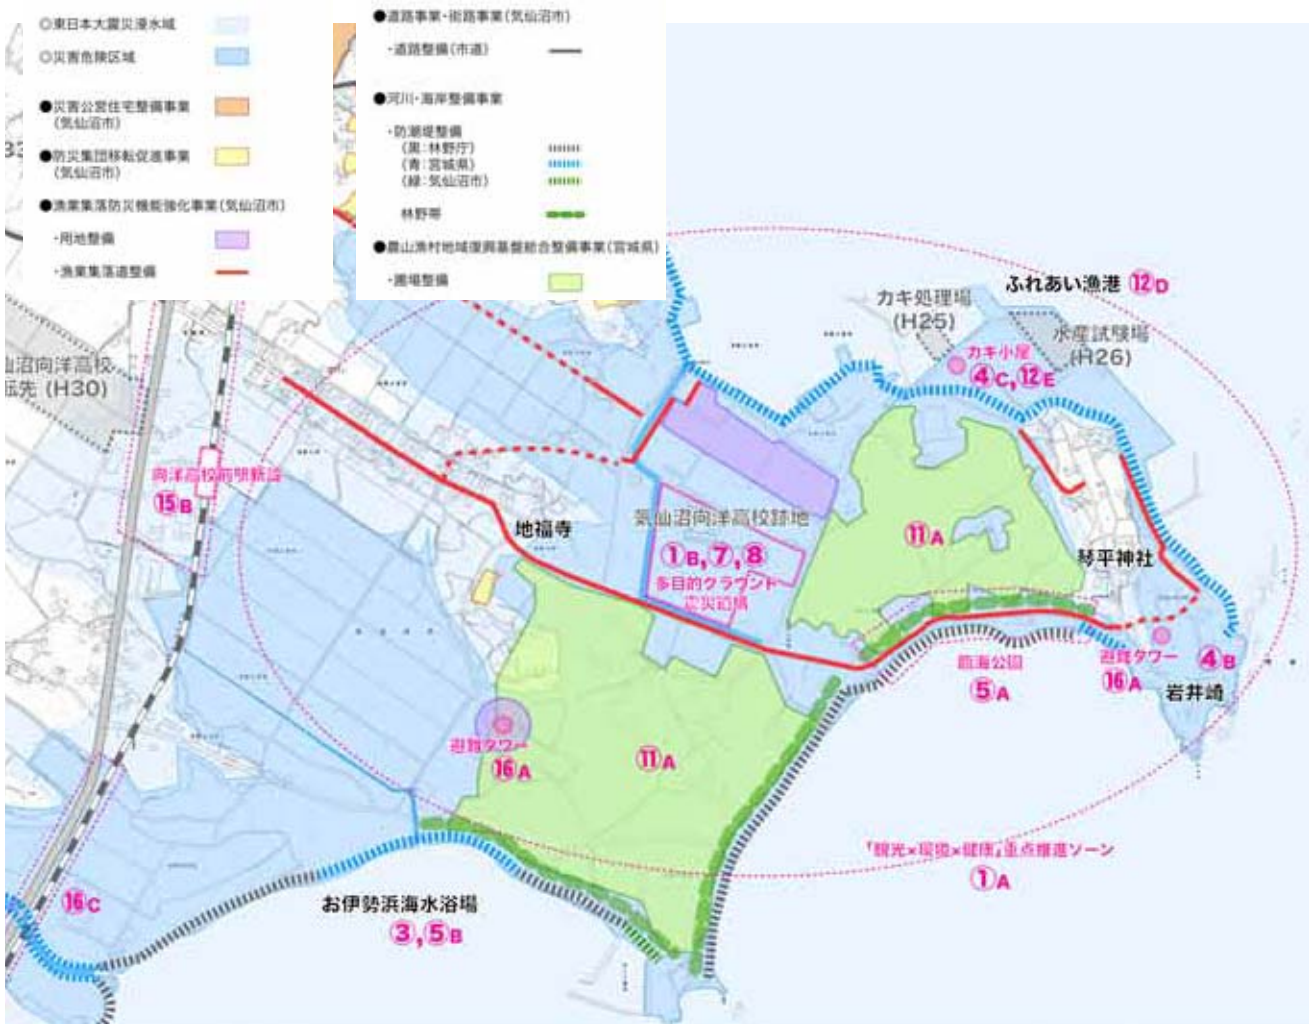 ○東日本大震災浸水域
○災害危険区域
●災害公営住宅整備事業
(気仙沼市)
●防災集団移転促進事業
(気仙沼市)
●漁業集落防災機能強化事業(気仙沼市)
・用地整備
・漁業集落道整備
●道路事業・街路事業(気仙沼市)
・道路整備(市道)
●河川・海岸整備事業
・防潮堤整備
(黒:林野庁)
(青:宮城県)
(緑:気仙沼市)
林野帯
●農山漁村地域復興基盤総合整備事業(宮城県)
・圃場整備
ふれあい漁港 ⑫D
カキ処理場
(H25)
水産試験場
(H26)
カキ小屋
④C,⑫E
仙沼向洋高校
転先 (H30)
向洋高校前駅新設
⑮B
地福寺
気仙沼向洋高校跡地
①B,⑦,⑧
多目的グラウンド
震災遺構
⑪A
琴平神社
臨海公園
⑤A
避難タワー
⑯A
④B
岩井崎
避難タワー
⑯A
⑪A
「観光×環境×健康」重点推進ゾーン
①A
⑯C
お伊勢浜海水浴場
③,⑤B